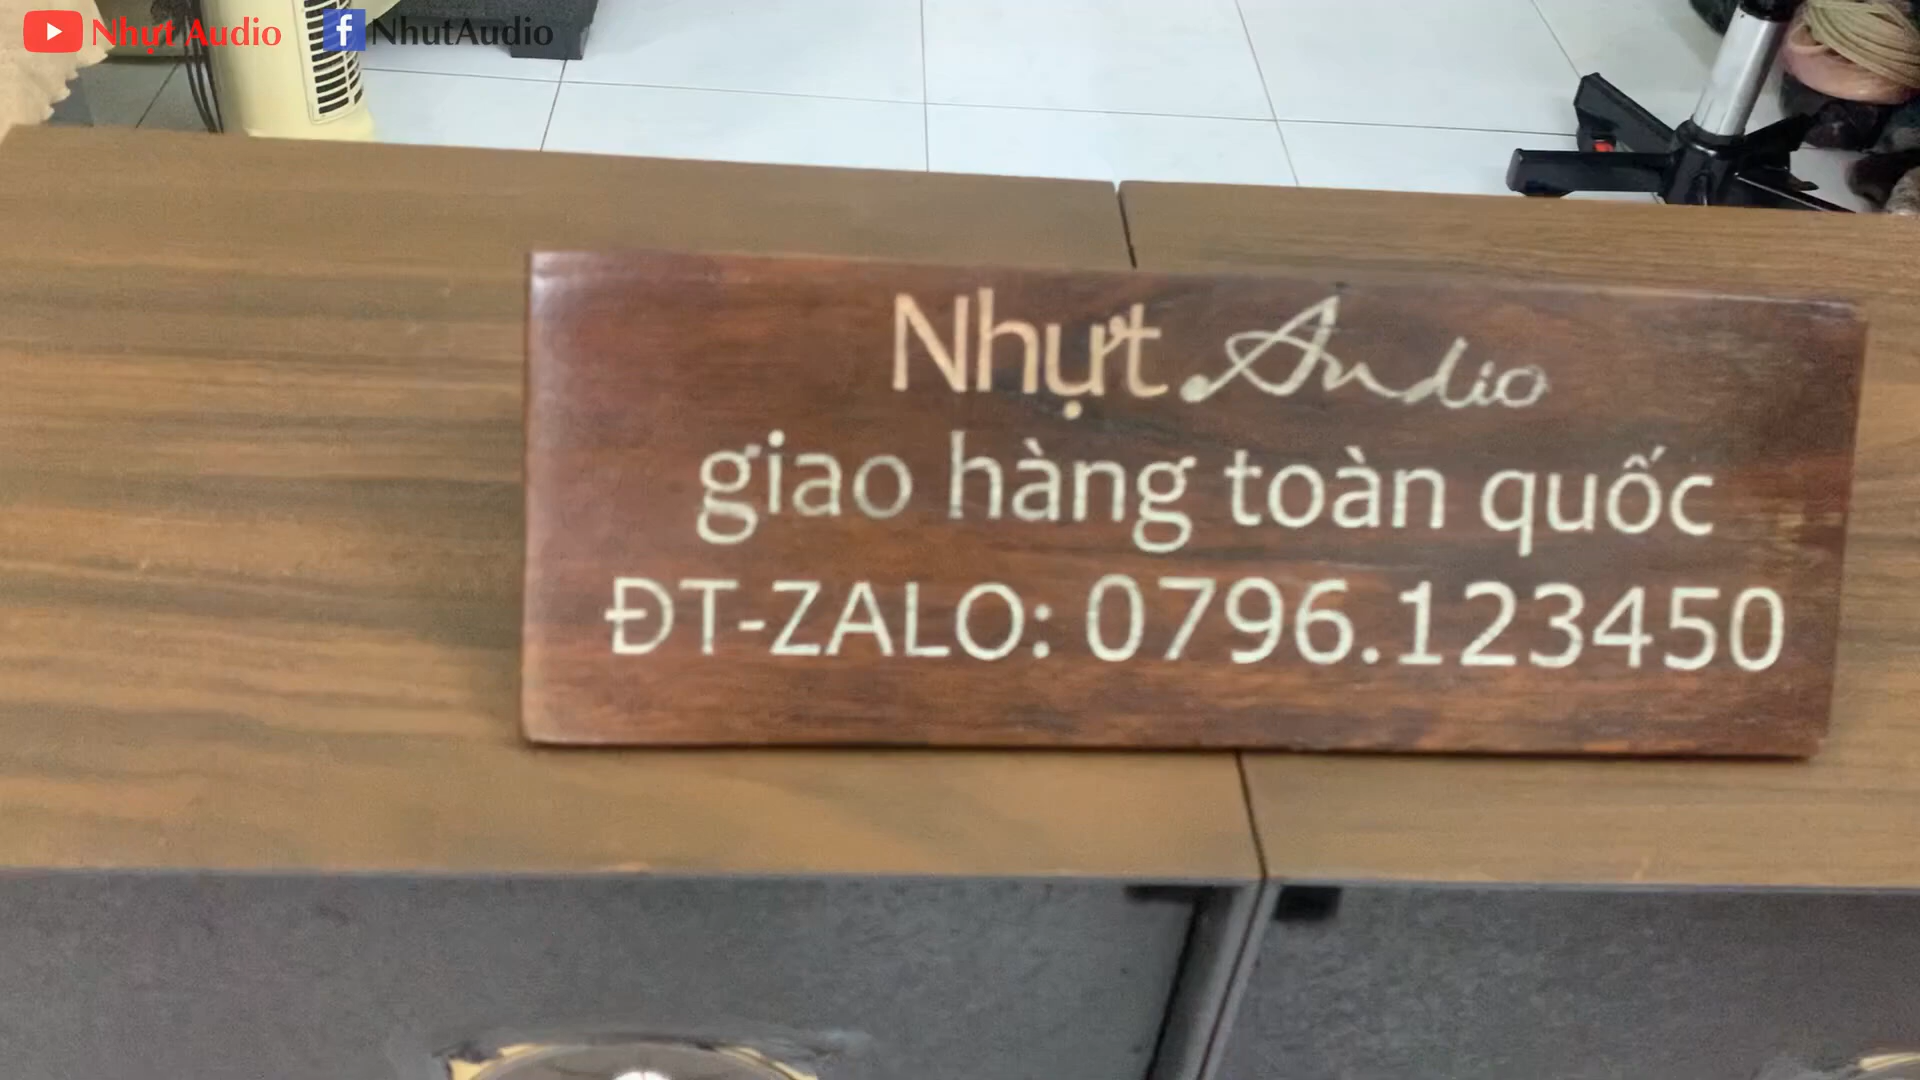 Nhựt Audio NhutAudio
Nhựt Audio
giao hàng toàn quốc
ĐT-ZALO: 0796.123450